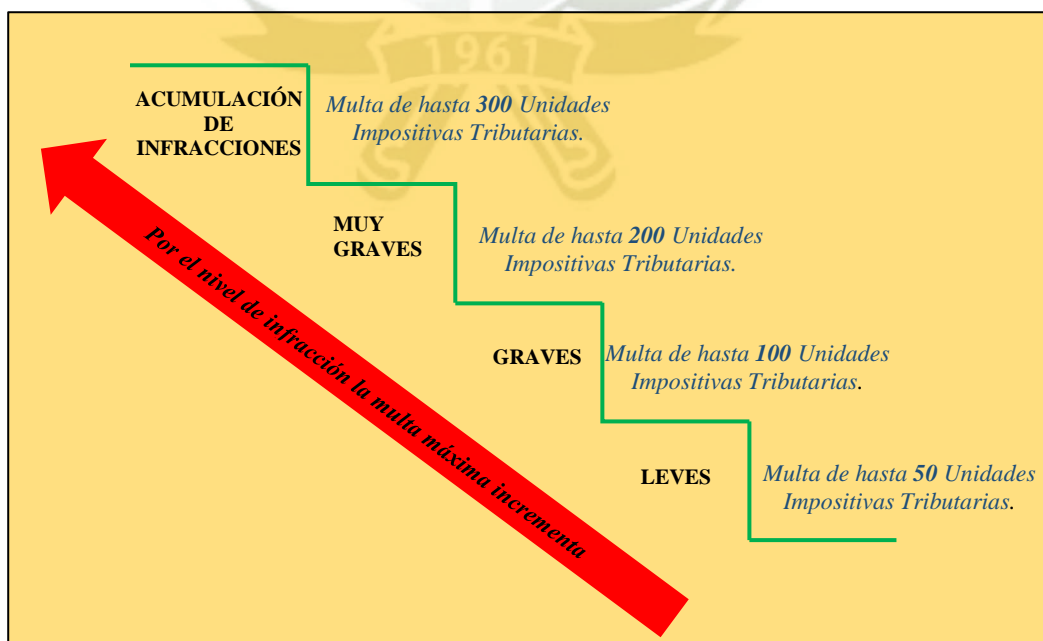 1961
ACUMULACIÓN
DE
INFRACCIONES
Multa de hasta 300 Unidades
Impositivas Tributarias.
MUY
GRAVES
Multa de hasta 200 Unidades
Impositivas Tributarias.
GRAVES
Multa de hasta 100 Unidades
Impositivas Tributarias.
LEVES
Multa de hasta 50 Unidades
Impositivas Tributarias.
Por el nivel de infracción la multa máxima incrementa